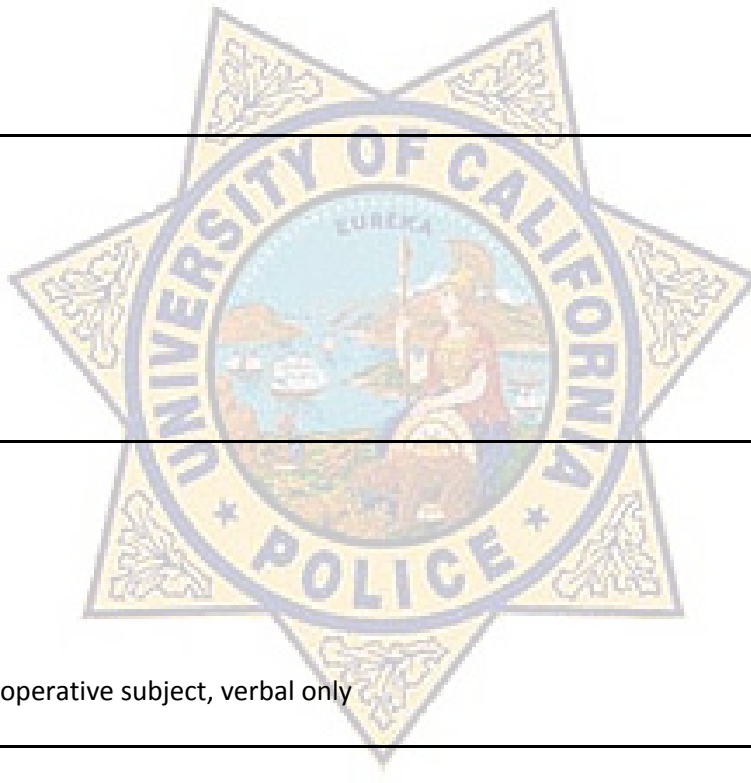 UNIVERSITY OF CALIFORNIA
EUREKA
POLICE
operative subject, verbal only